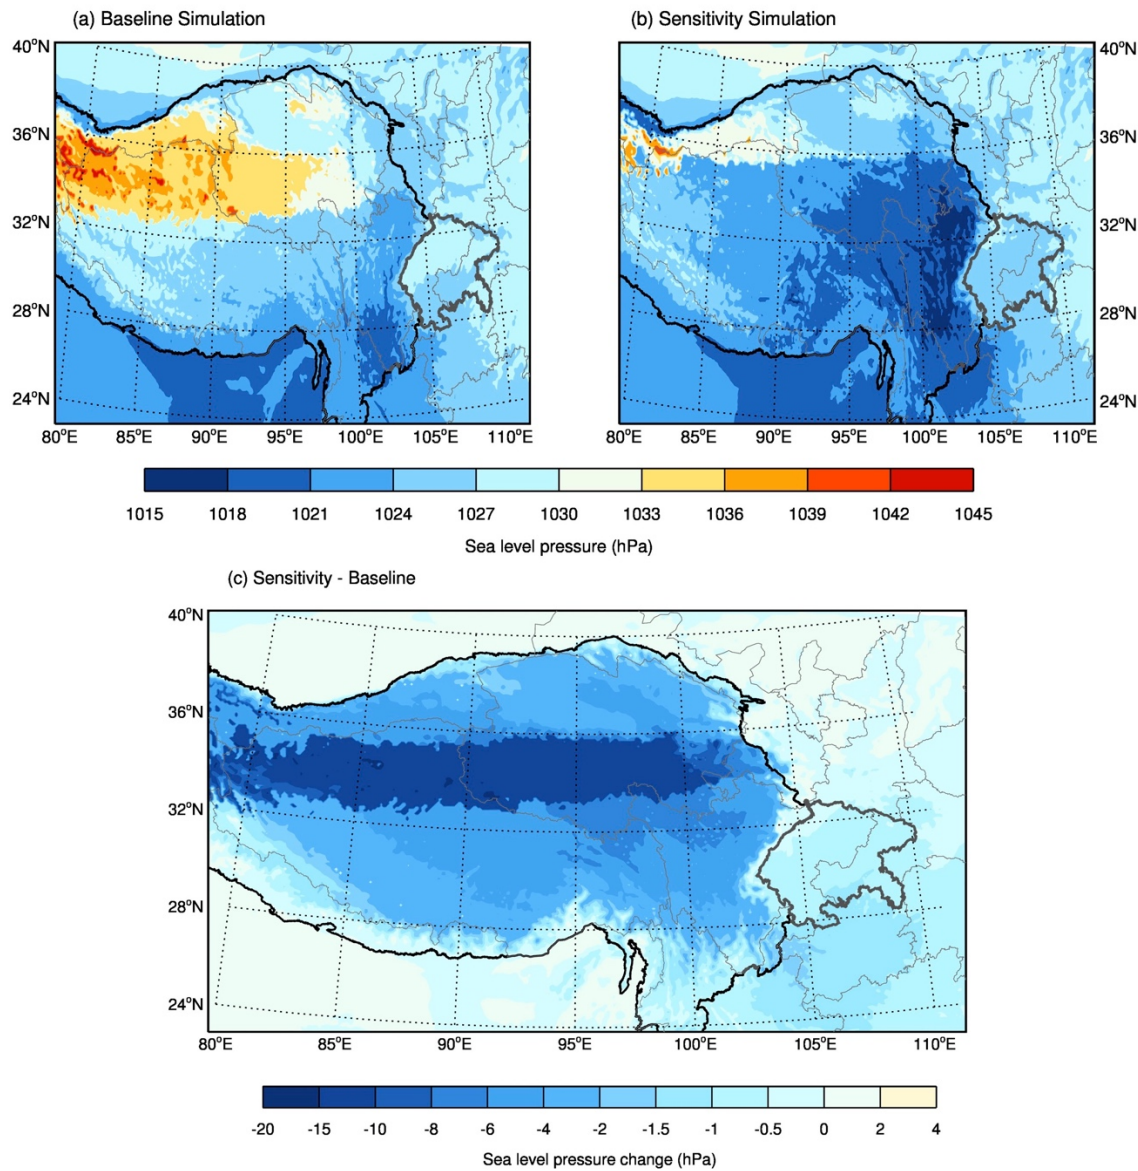 (a) Baseline Simulation
(b) Sensitivity Simulation
40°N
36°N
32°N
28°N
24°N
80°E 85°E 90°E 95°E 100°E 105°E 110°E
40°N
36°N
32°N
28°N
24°N
80°E 85°E 90°E 95°E 100°E 105°E 110°E
1015 1018 1021 1024 1027 1030 1033 1036 1039 1042 1045
Sea level pressure (hPa)
(c) Sensitivity - Baseline
40°N
36°N
32°N
28°N
24°N
80°E 85°E 90°E 95°E 100°E 105°E 110°E
-20 -15 -10 -8 -6 -4 -2 -1.5 -1 -0.5 0 2 4
Sea level pressure change (hPa)